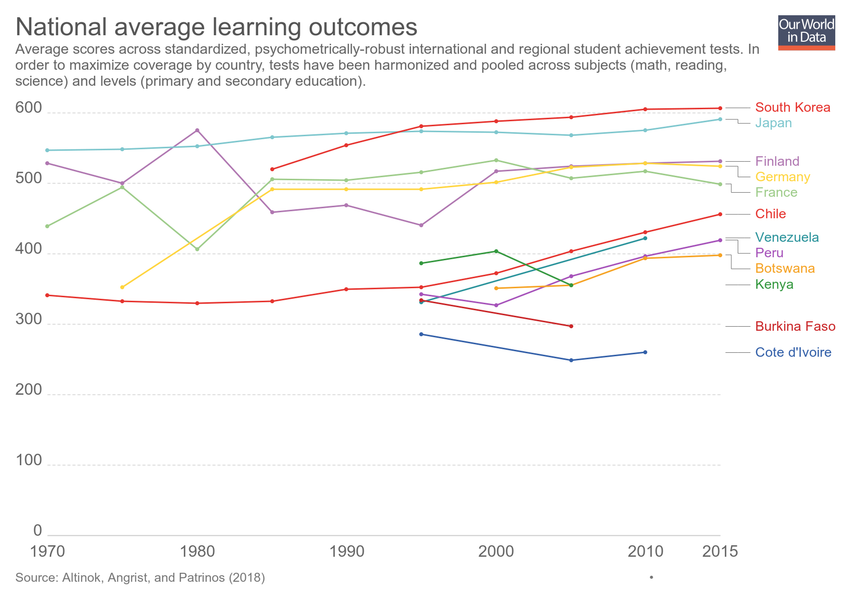 National average learning outcomes
Our World
in Data
Average scores across standardized, psychometrically-robust international and regional student achievement tests. In
order to maximize coverage by country, tests have been harmonized and pooled across subjects (math, reading,
science) and levels (primary and secondary education).
600
500
400
300
200
100
0
South Korea
Japan
Finland
Germany
France
Chile
Venezuela
Peru
Botswana
Kenya
Burkina Faso
Cote d'Ivoire
1970 1980 1990 2000 2010 2015
Source: Altinok, Angrist, and Patrinos (2018)